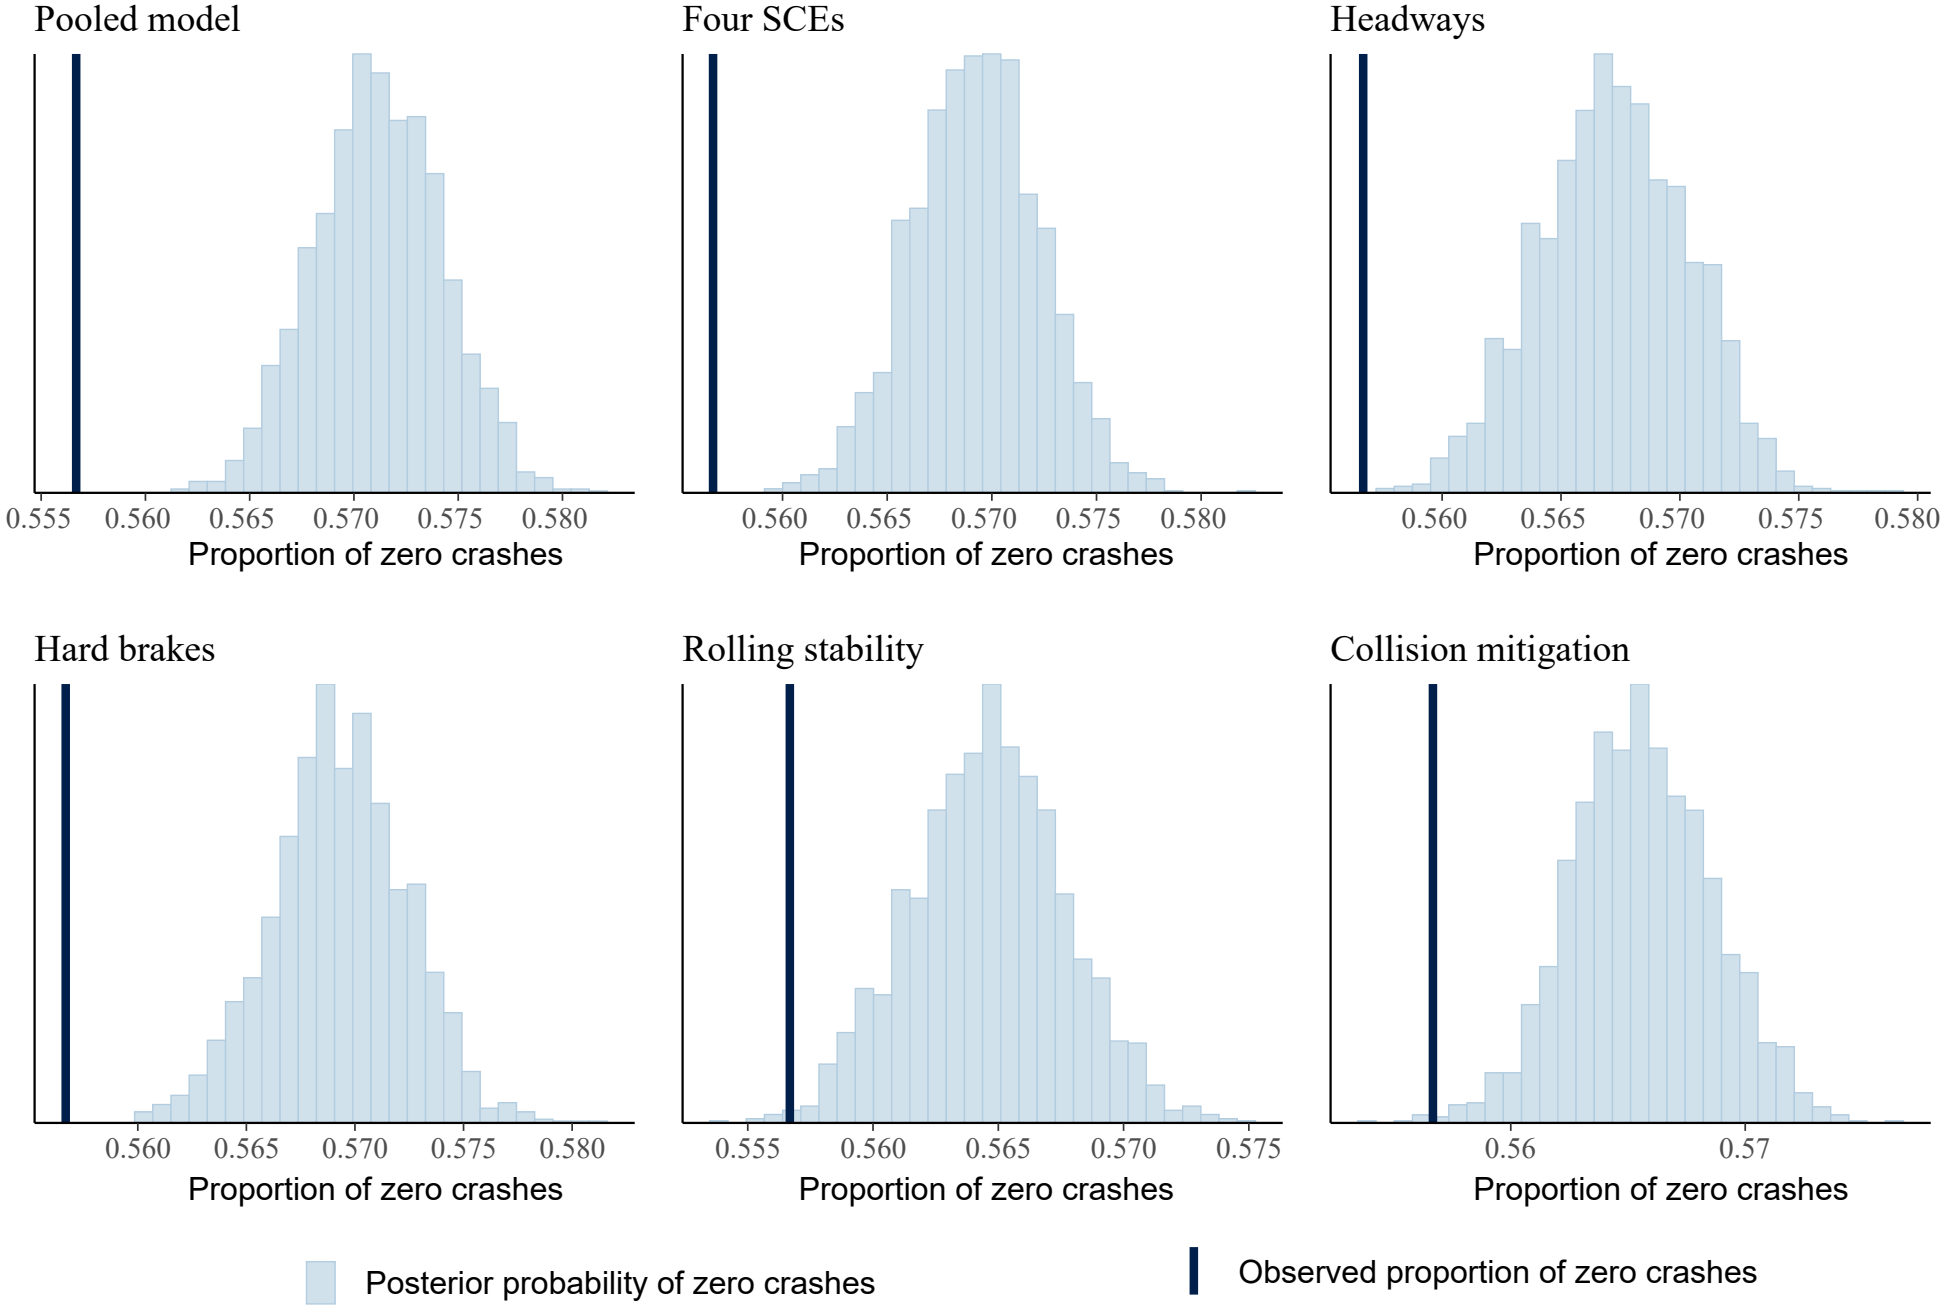 Pooled model
Four SCEs
Headways
0.555 0.560 0.565 0.570 0.575 0.580
0.560 0.565 0.570 0.575 0.580
0.560 0.565 0.570 0.575 0.580
Proportion of zero crashes
Proportion of zero crashes
Proportion of zero crashes
Hard brakes
Rolling stability
Collision mitigation
0.560 0.565 0.570 0.575 0.580
0.555 0.560 0.565 0.570 0.575
0.56 0.57
Proportion of zero crashes
Proportion of zero crashes
Proportion of zero crashes
Posterior probability of zero crashes
Observed proportion of zero crashes